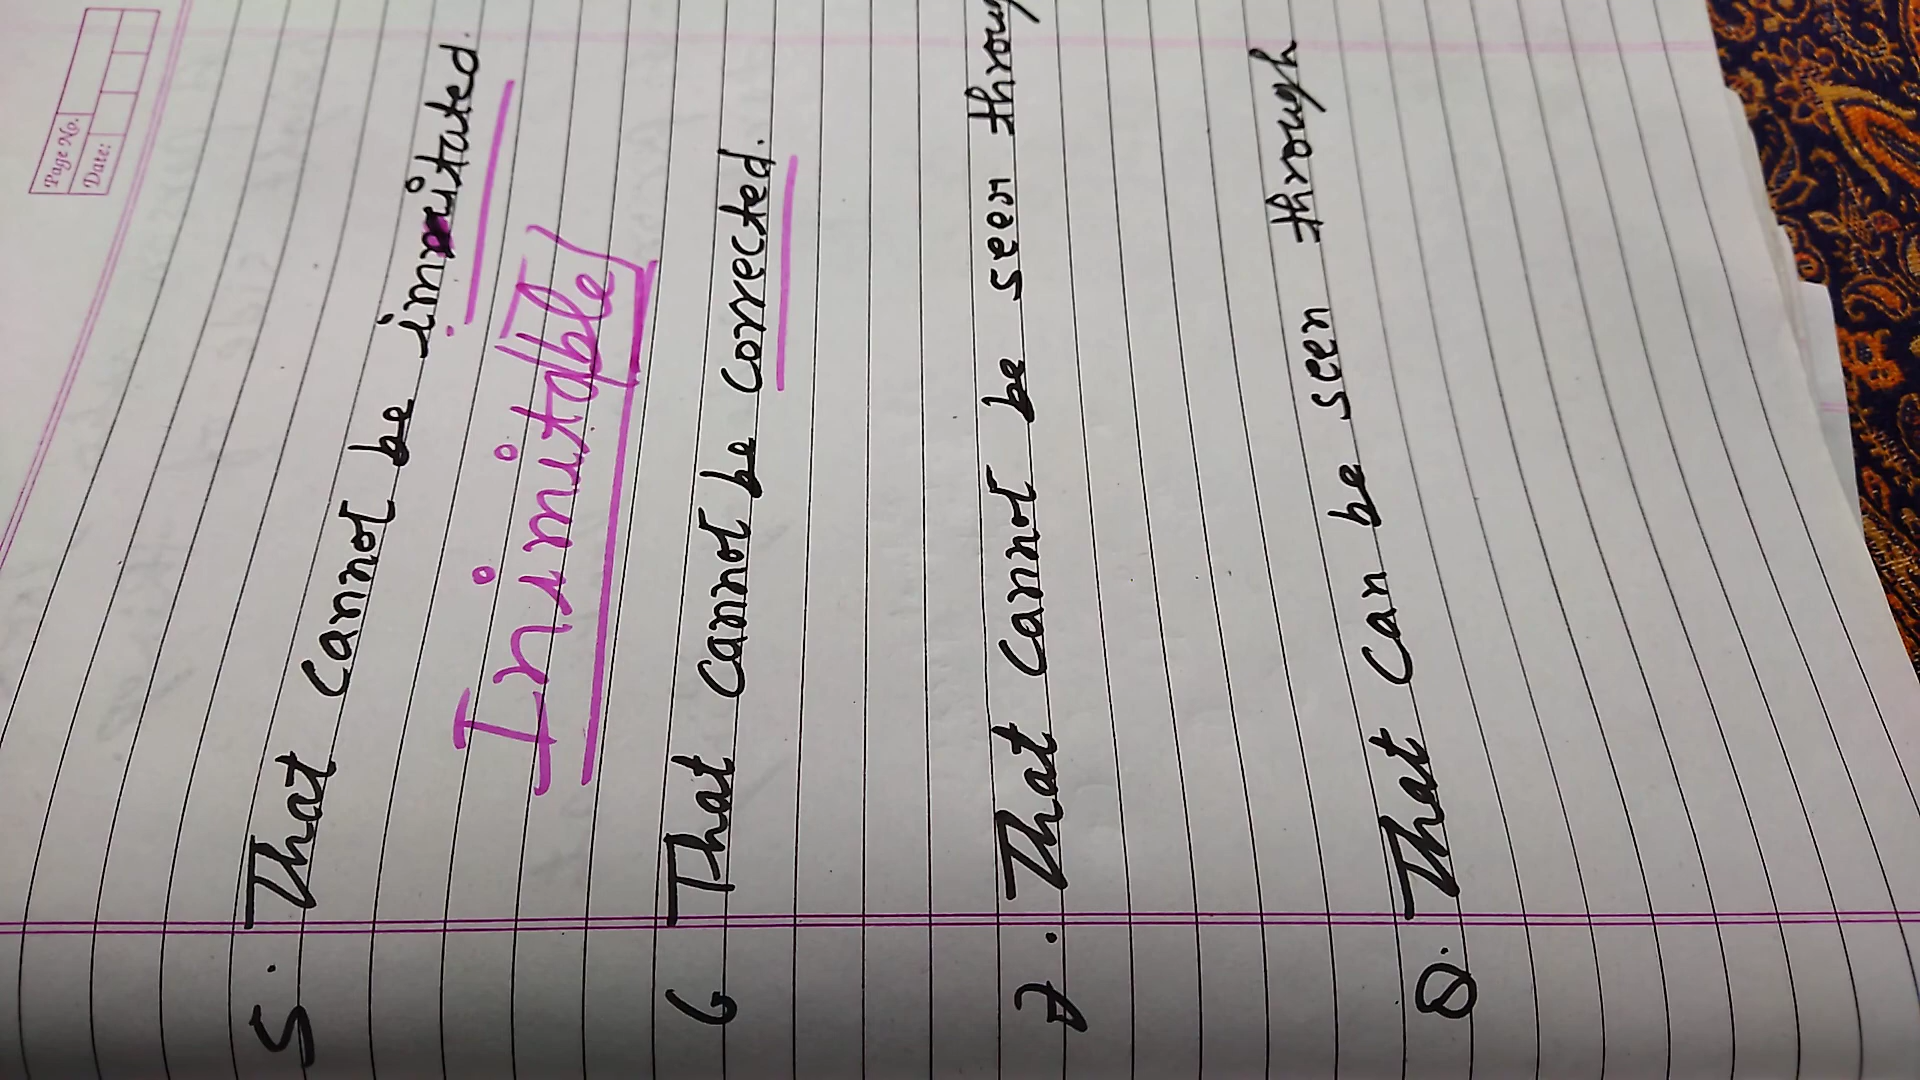 Page No.
Date:
5. That cannot be imitated.
Inimitable
6 That cannot be corrected.
7. That cannot be seen throug
8. That can be seen through